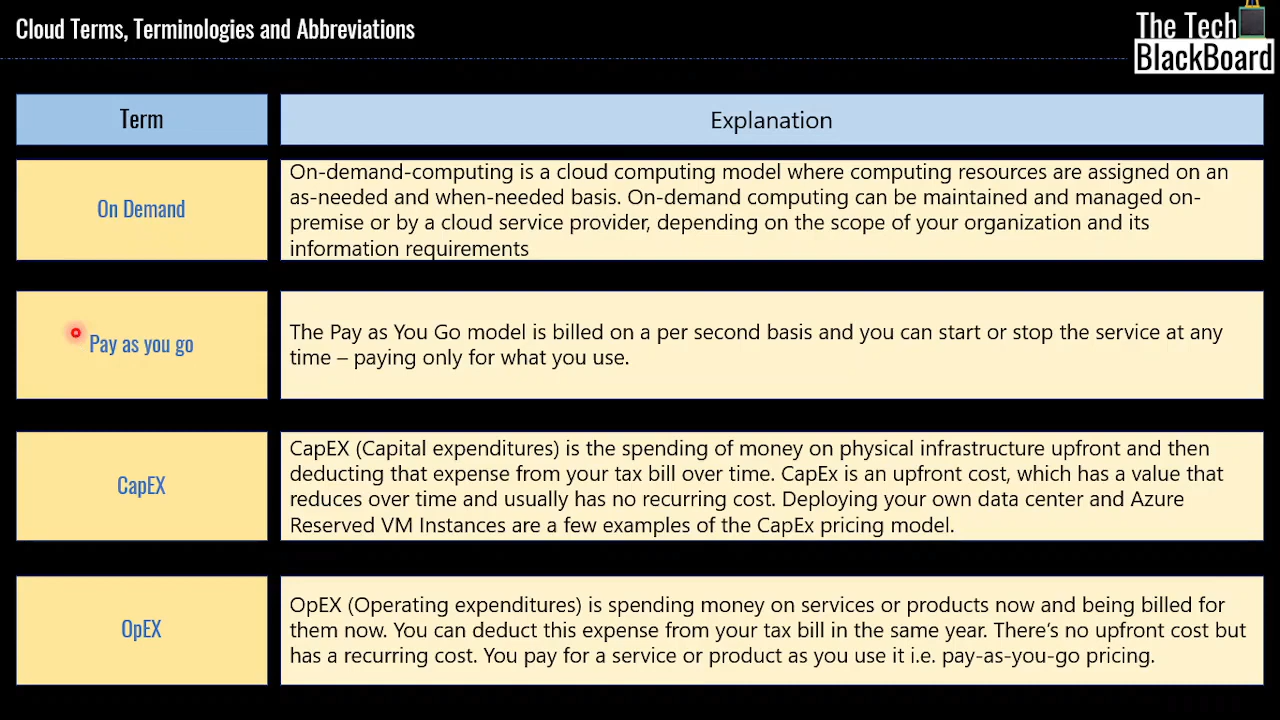 Cloud Terms, Terminologies and Abbreviations
The Tech
BlackBoard
Term
Explanation
On Demand
On-demand-computing is a cloud computing model where computing resources are assigned on an
as-needed and when-needed basis. On-demand computing can be maintained and managed on-
premise or by a cloud service provider, depending on the scope of your organization and its
information requirements
Pay as you go
The Pay as You Go model is billed on a per second basis and you can start or stop the service at any
time – paying only for what you use.
CapEX
CapEX (Capital expenditures) is the spending of money on physical infrastructure upfront and then
deducting that expense from your tax bill over time. CapEx is an upfront cost, which has a value that
reduces over time and usually has no recurring cost. Deploying your own data center and Azure
Reserved VM Instances are a few examples of the CapEx pricing model.
OpEX
OpEX (Operating expenditures) is spending money on services or products now and being billed for
them now. You can deduct this expense from your tax bill in the same year. There's no upfront cost but
has a recurring cost. You pay for a service or product as you use it i.e. pay-as-you-go pricing.